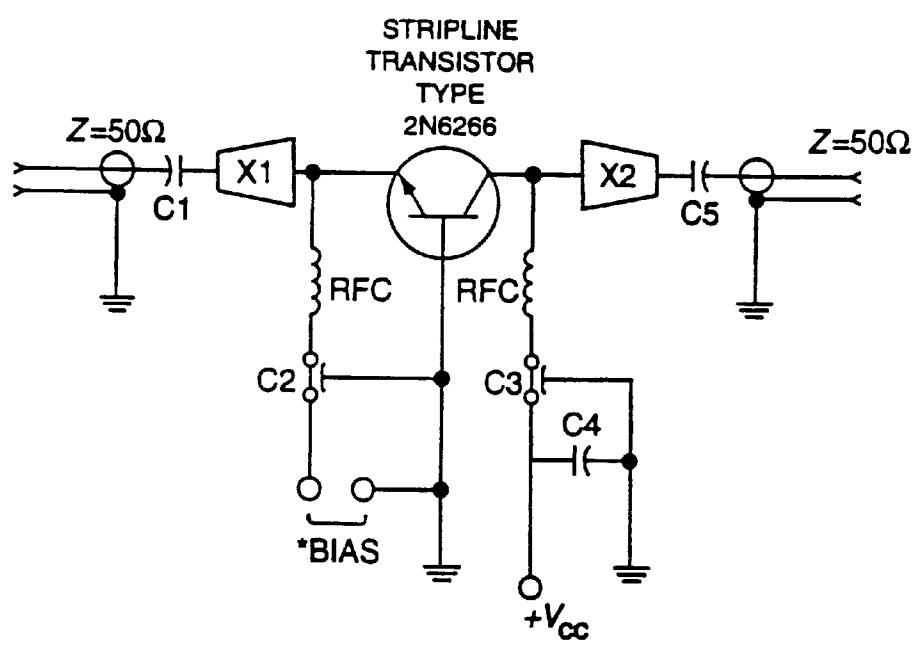 STRIPLINE
TRANSISTOR
TYPE
2N6266
Z=50Ω
Z=50Ω
X1
X2
C1
C5
RFC
RFC
C2
C3
C4
*BIAS
+Vcc